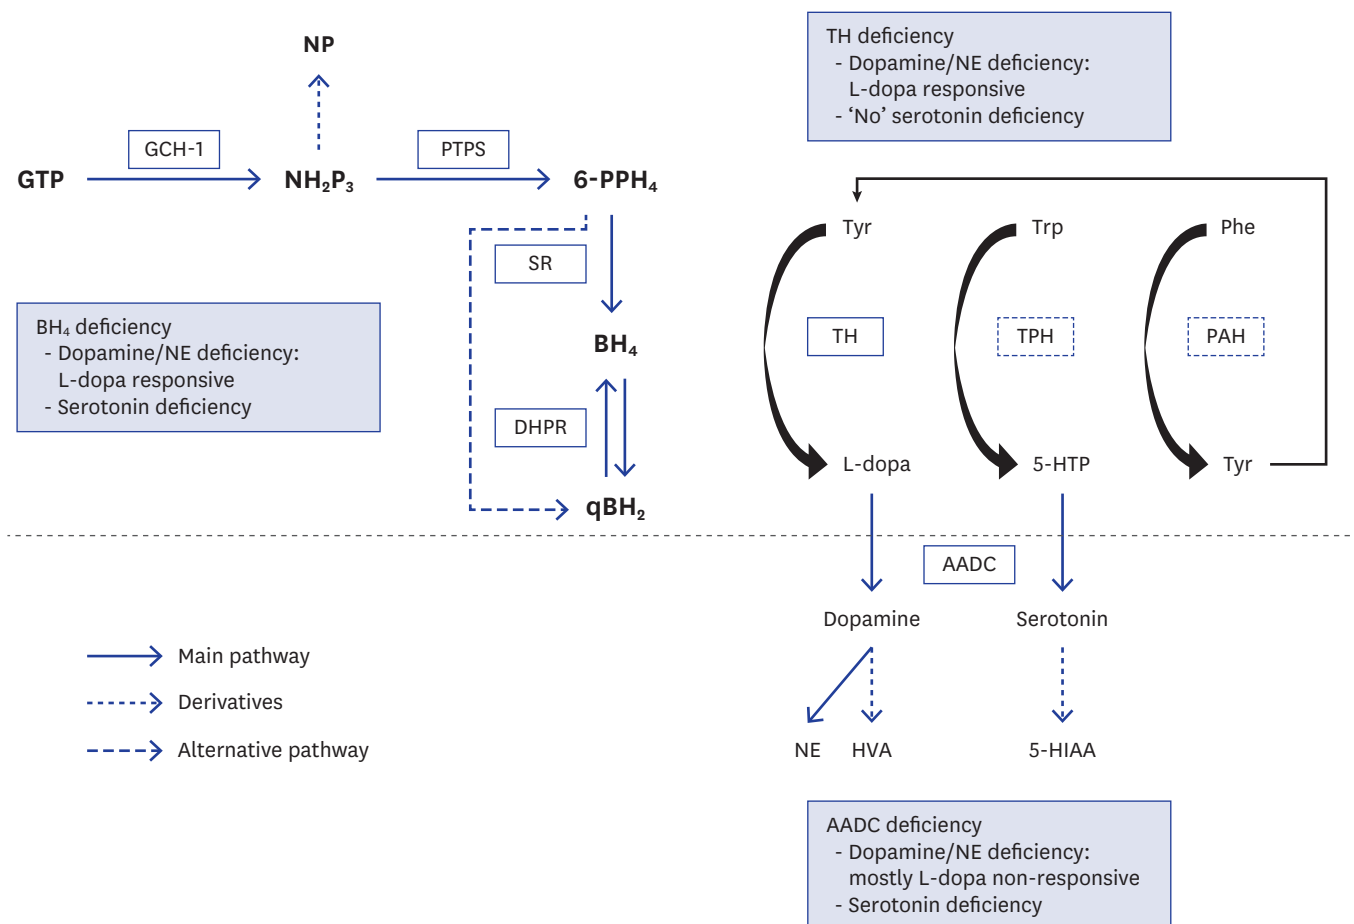 NP
GCH-1
PTPS
GTP
NH₂P₃
6-PPH₄
SR
BH₄
DHPR
qBH₂
BH₄ deficiency
- Dopamine/NE deficiency:
L-dopa responsive
- Serotonin deficiency
TH deficiency
- Dopamine/NE deficiency:
L-dopa responsive
- ‘No’ serotonin deficiency
Tyr
Trp
Phe
TH
TPH
PAH
L-dopa
5-HTP
Tyr
AADC
Dopamine
Serotonin
NE
HVA
5-HIAA
Main pathway
Derivatives
Alternative pathway
AADC deficiency
- Dopamine/NE deficiency:
mostly L-dopa non-responsive
- Serotonin deficiency